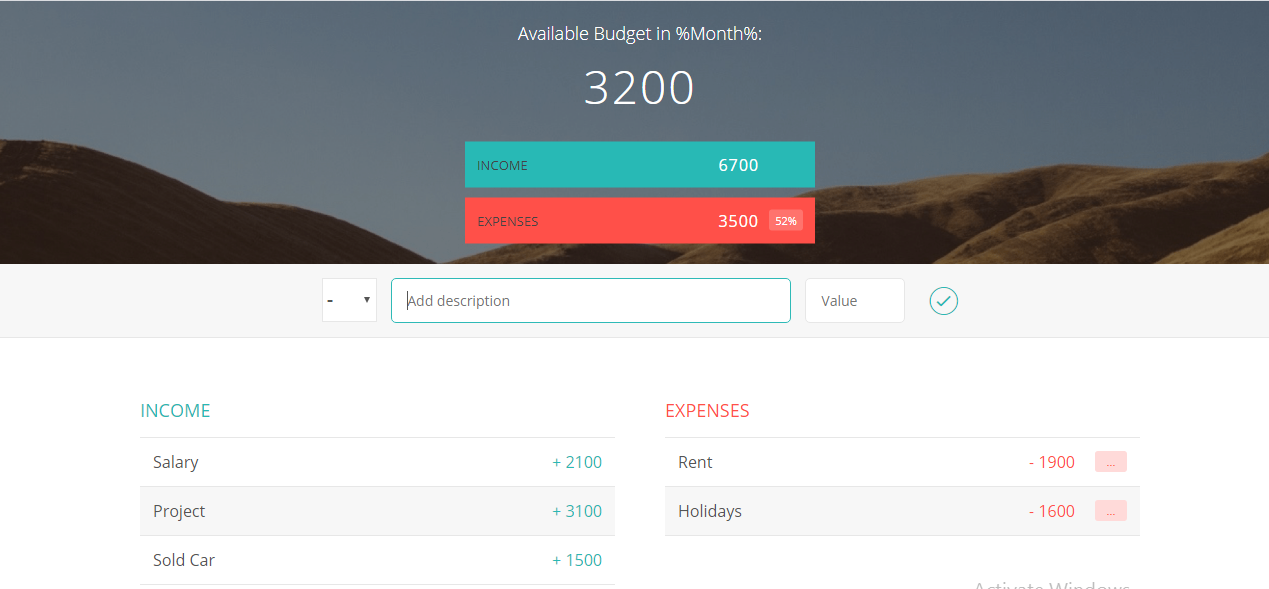 Available Budget in %Month%:
3200
INCOME 6700
EXPENSES 3500 52%
- ▼ Add description Value
INCOME
Salary + 2100
Project + 3100
Sold Car + 1500
EXPENSES
Rent - 1900 ...
Holidays - 1600 ...
Activate Windows